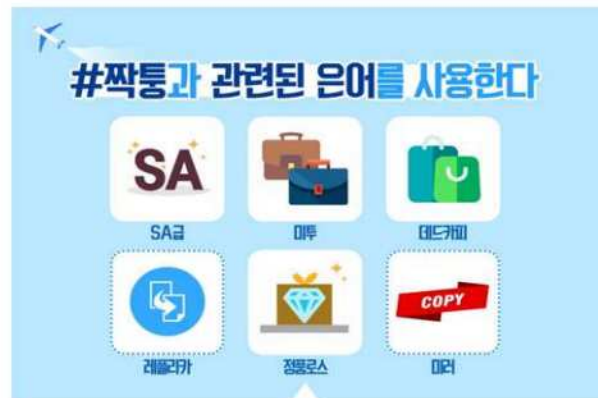 #짝퉁과 관련된 은어를 사용한다
SA
SA급
미투
데드카피
COPY
레플리카
정품로스
미러